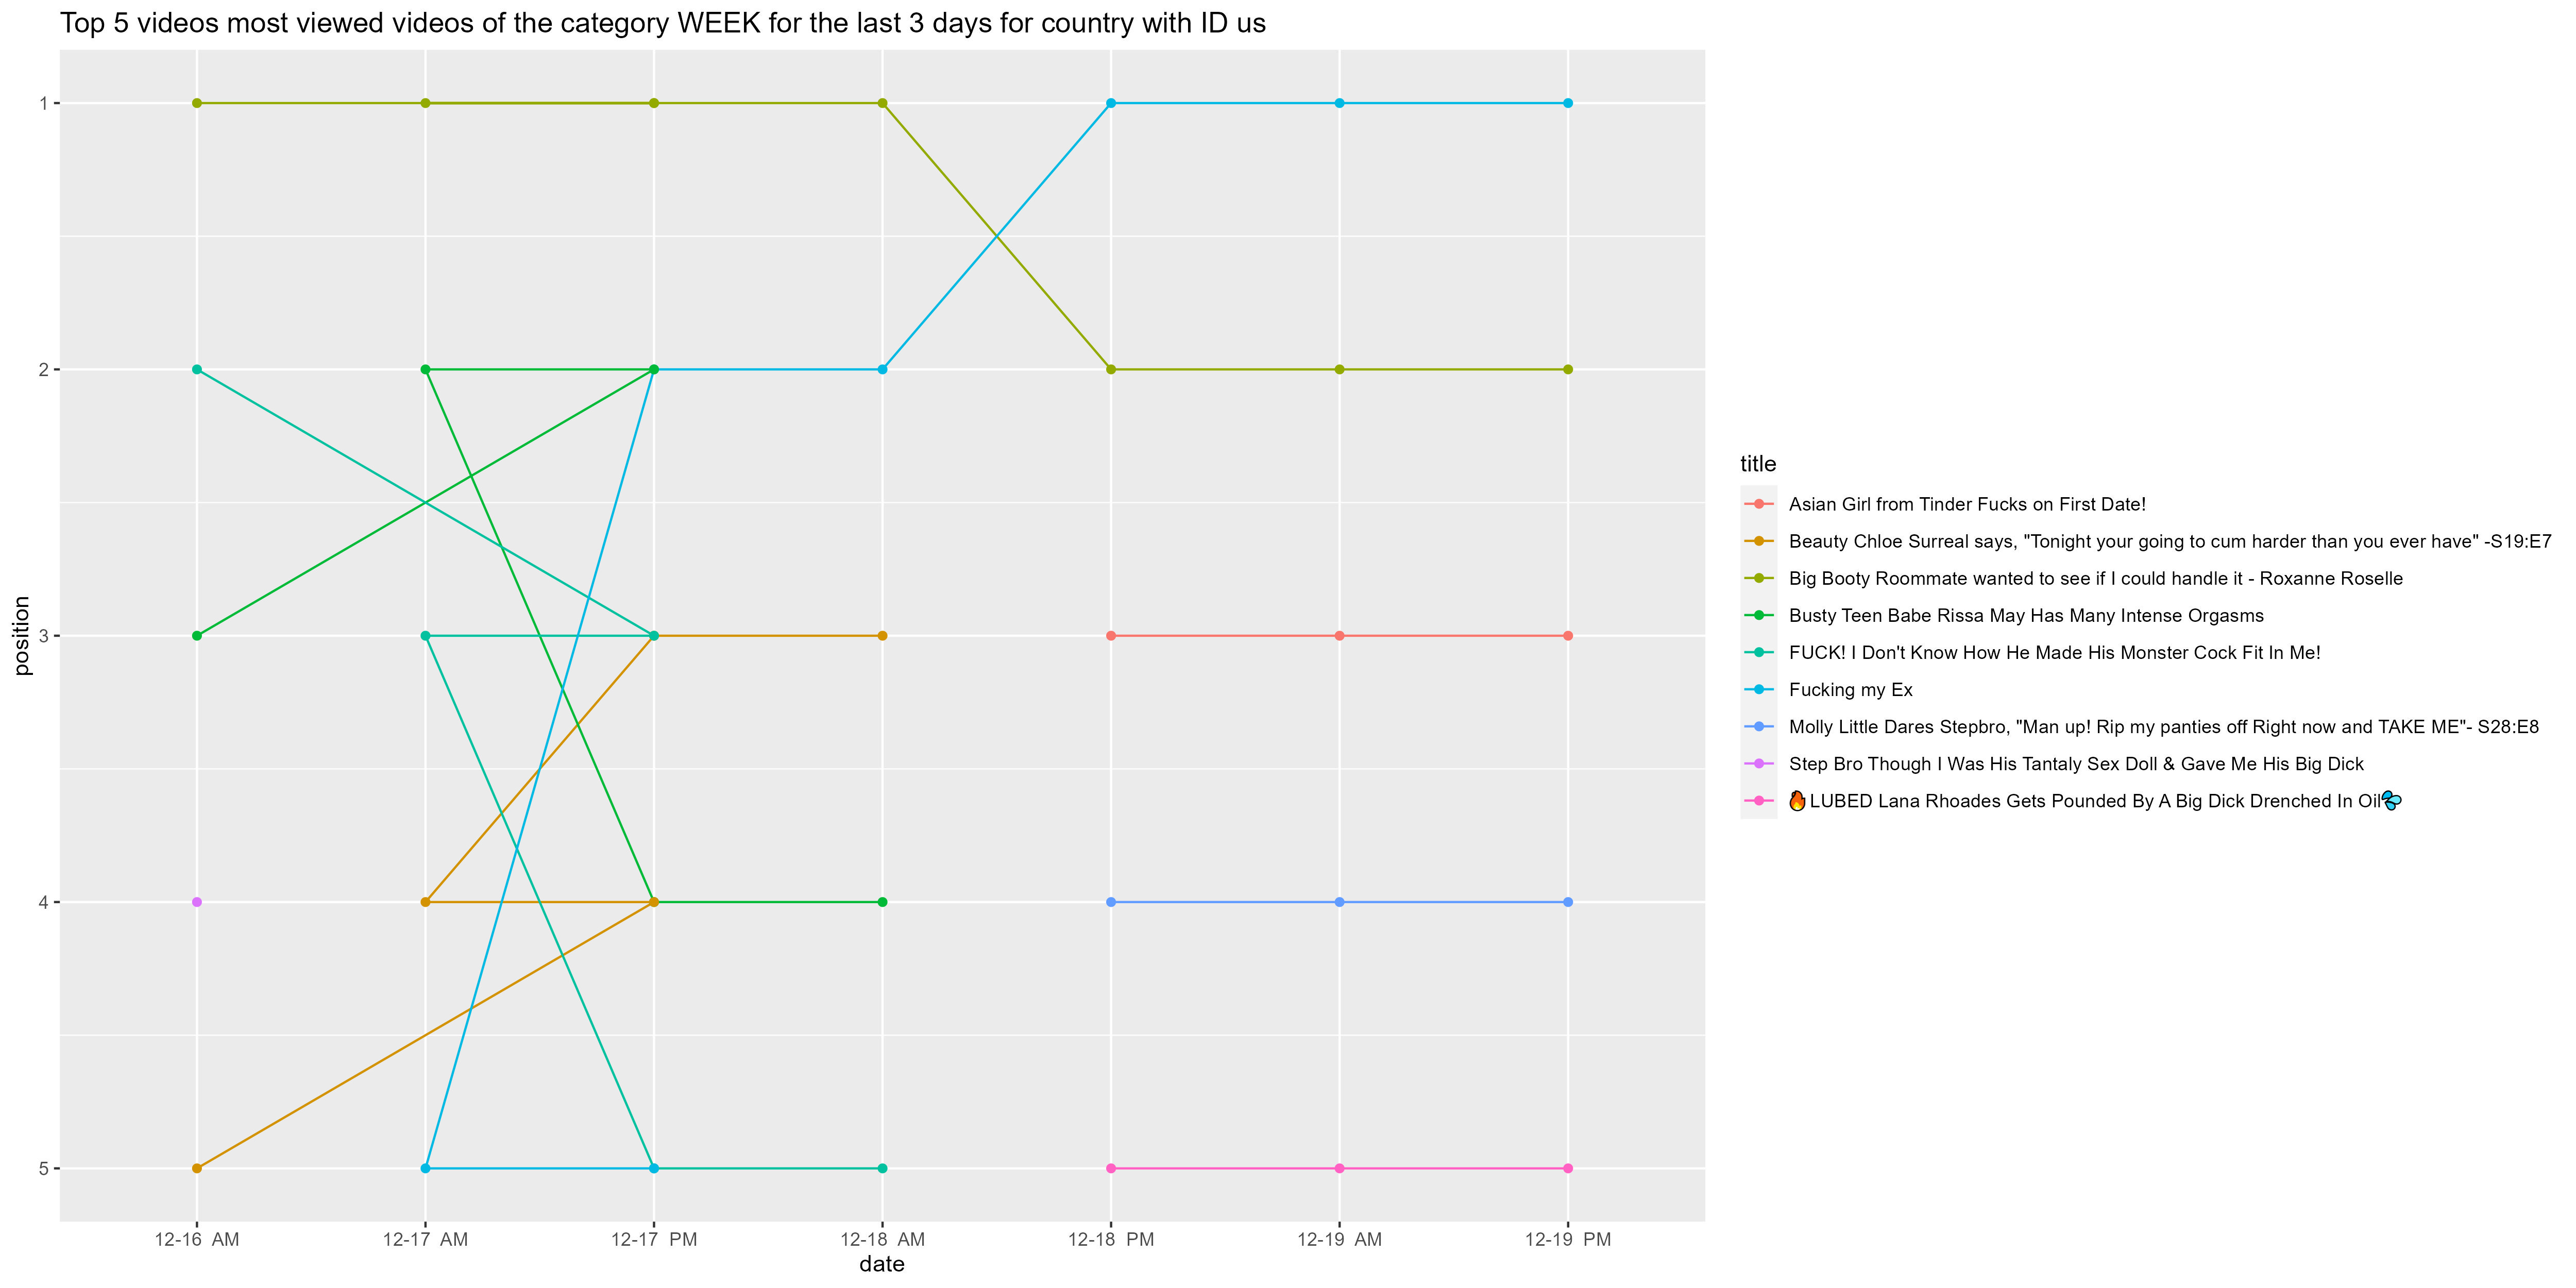 Top 5 videos most viewed videos of the category WEEK for the last 3 days for country with ID us
position
1
2
3
4
5
12-16 AM
12-17 AM
12-17 PM
12-18 AM
12-18 PM
12-19 AM
12-19 PM
date
title
Asian Girl from Tinder Fucks on First Date!
Beauty Chloe Surreal says, "Tonight your going to cum harder than you ever have" -S19:E7
Big Booty Roommate wanted to see if I could handle it - Roxanne Roselle
Busty Teen Babe Rissa May Has Many Intense Orgasms
FUCK! I Don't Know How He Made His Monster Cock Fit In Me!
Fucking my Ex
Molly Little Dares Stepbro, "Man up! Rip my panties off Right now and TAKE ME"- S28:E8
Step Bro Though I Was His Tantaly Sex Doll & Gave Me His Big Dick
🔥LUBED Lana Rhoades Gets Pounded By A Big Dick Drenched In Oil💦